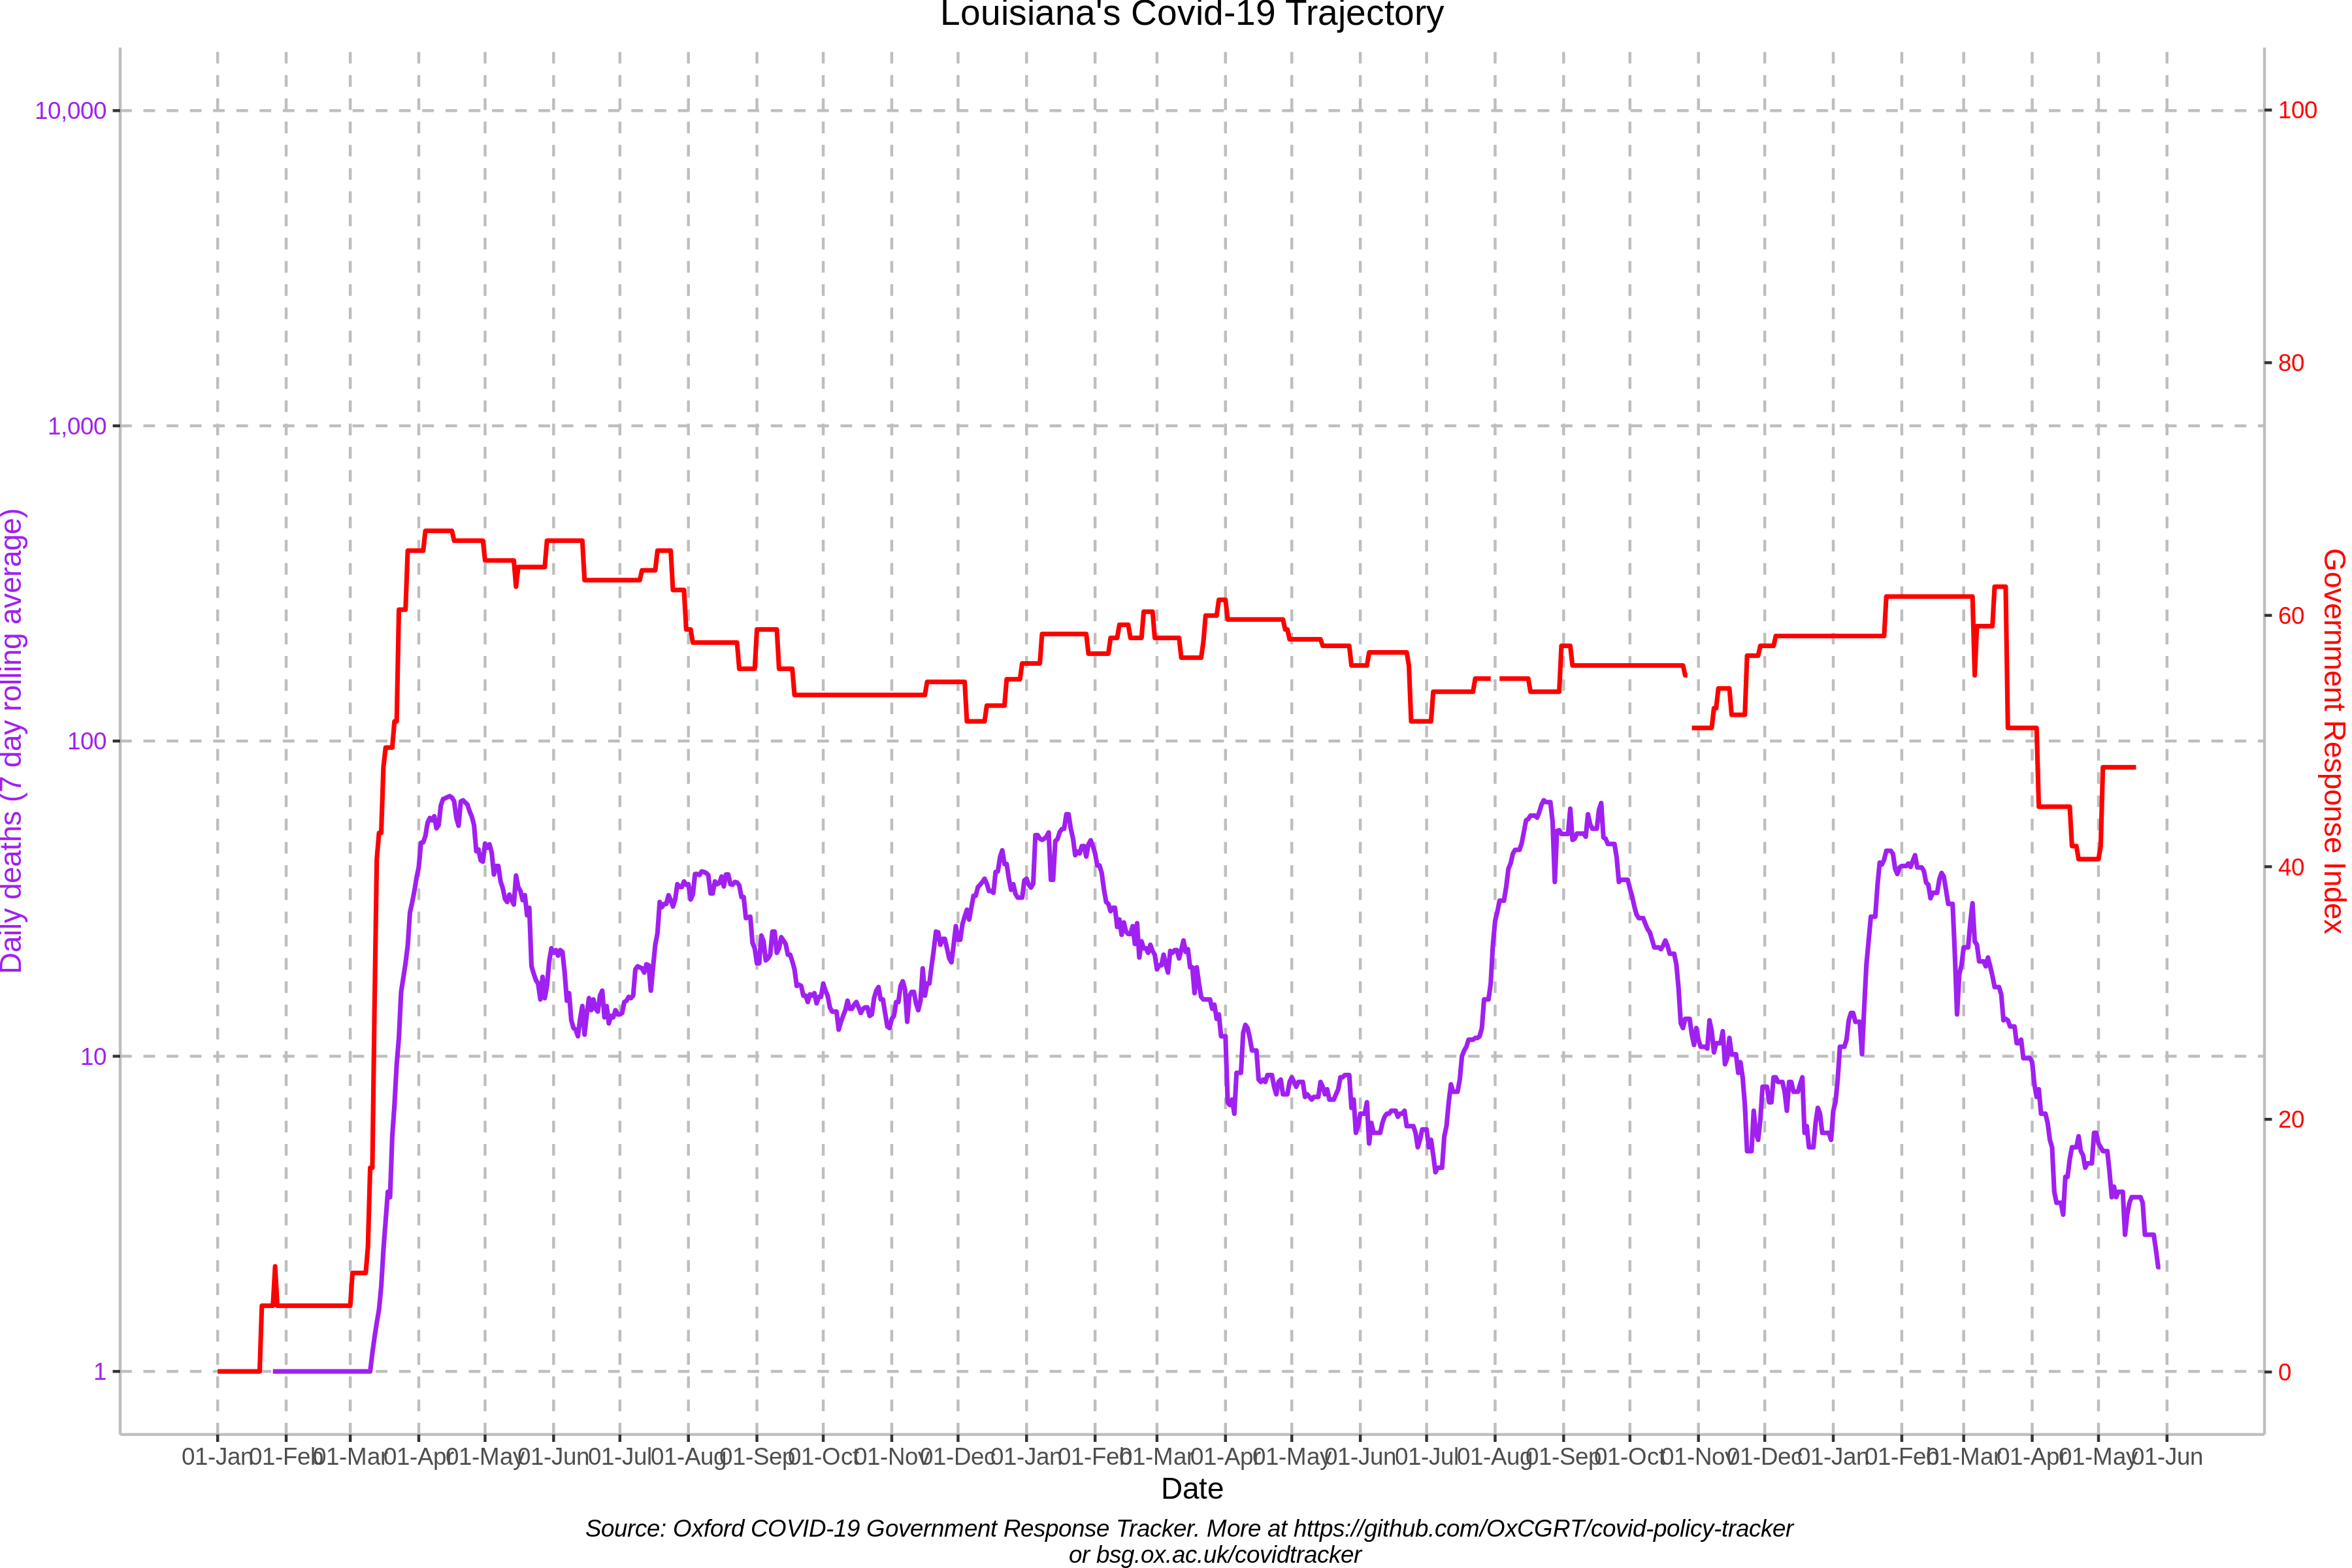 Louisiana's Covid-19 Trajectory
10,000
1,000
100
10
1
Daily deaths (7 day rolling average)
100
80
60
40
20
0
Government Response Index
01-Jan 01-Feb 01-Mar 01-Apr 01-May 01-Jun 01-Jul 01-Aug 01-Sep 01-Oct 01-Nov 01-Dec 01-Jan 01-Feb 01-Mar 01-Apr 01-May 01-Jun 01-Jul 01-Aug 01-Sep 01-Oct 01-Nov 01-Dec 01-Jan 01-Feb 01-Mar 01-Apr 01-May 01-Jun
Date
Source: Oxford COVID-19 Government Response Tracker. More at https://github.com/OxCGRT/covid-policy-tracker
or bsg.ox.ac.uk/covidtracker